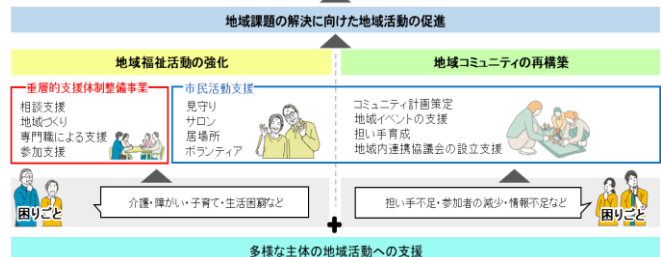 地域課題の解決に向けた地域活動の促進
地域福祉活動の強化
地域コミュニティの再構築
重層的支援体制整備事業
相談支援
地域づくり
専門職による支援
参加支援
市民活動支援
見守り
サロン
居場所
ボランティア
コミュニティ計画策定
地域イベントの支援
担い手育成
地域内連携協議会の設立支援
困りごと
介護・障がい・子育て・生活困窮など
担い手不足・参加者の減少・情報不足など
困りごと
多様な主体の地域活動への支援